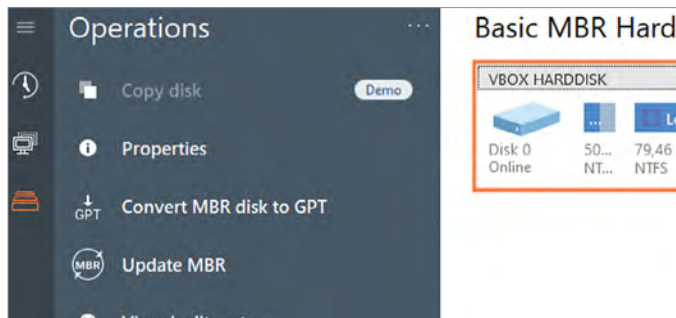 Operations
...
Copy disk
Demo
Properties
GPT
Convert MBR disk to GPT
MBR
Update MBR
Basic MBR Hard
VBOX HARDDISK
...
Disk 0
Online
50...
NT...
79,46
NTFS